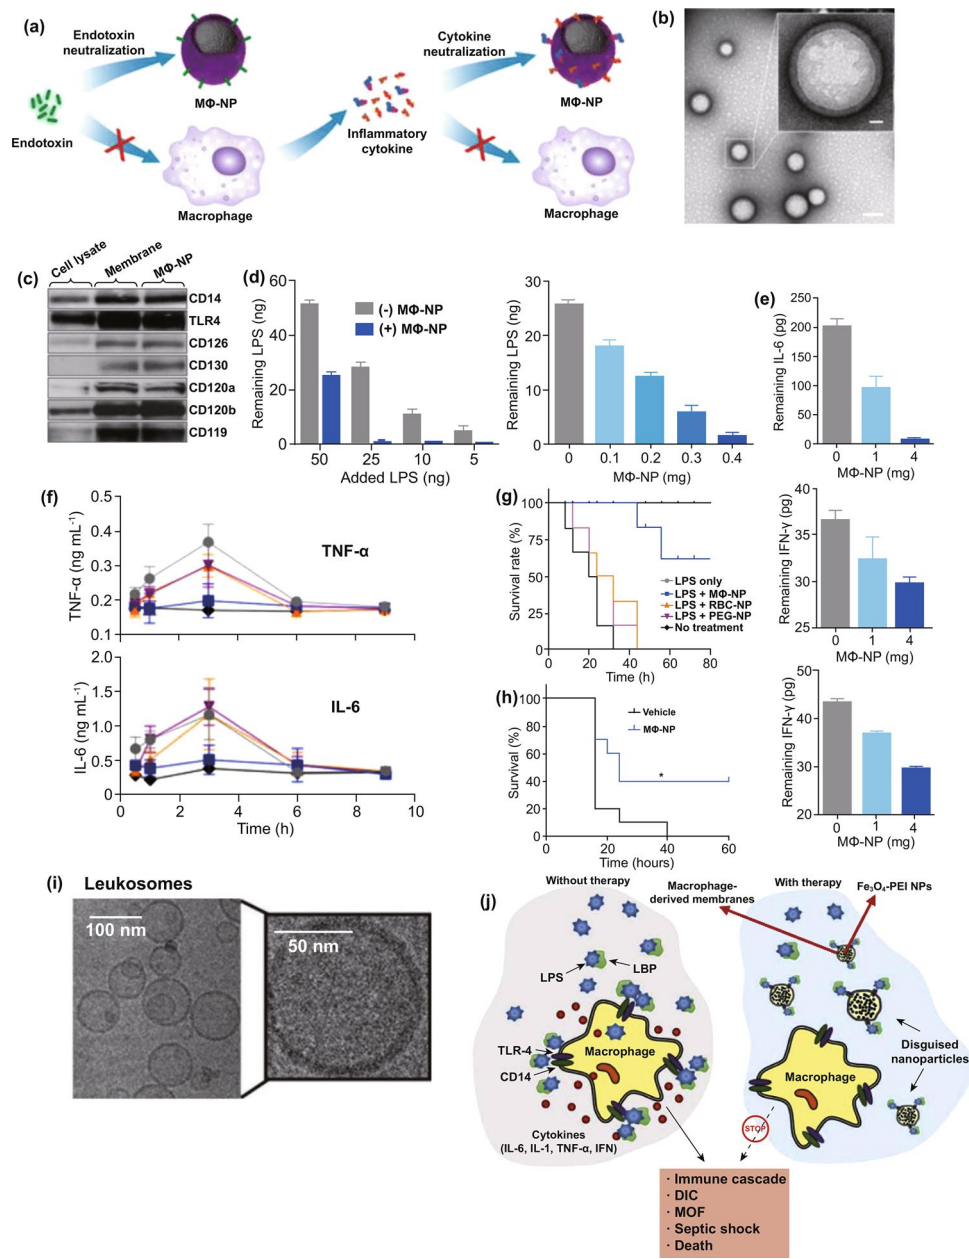 (a)
Endotoxin
neutralization
MΦ-NP
Endotoxin
Macrophage
Inflammatory
cytokine
Cytokine
neutralization
MΦ-NP
Macrophage
(b)
(c)
Cell lysate
Membrane
MΦ-NP
CD14
TLR4
CD126
CD130
CD120a
CD120b
CD119
(d)
Remaining LPS (ng)
60
40
20
0
(-) MΦ-NP
(+) MΦ-NP
50 25 10 5
Added LPS (ng)
Remaining LPS (ng)
30
20
10
0
0 0.1 0.2 0.3 0.4
MΦ-NP (mg)
(e)
Remaining IL-6 (pg)
250
200
150
100
50
0
0 1 4
MΦ-NP (mg)
Remaining IFN-γ (pg)
40
35
30
25
0 1 4
MΦ-NP (mg)
Remaining IFN-γ (pg)
50
40
30
20
0 1 4
MΦ-NP (mg)
(f)
TNF-α (ng mL⁻¹)
0.5
0.4
0.3
0.2
0.1
TNF-α
IL-6 (ng mL⁻¹)
2.0
1.5
1.0
0.5
0
IL-6
0 2 4 6 8 10
Time (h)
(g)
Survival rate (%)
100
75
50
25
0
LPS only
LPS + MΦ-NP
LPS + RBC-NP
LPS + PEG-NP
No treatment
0 20 40 60 80
Time (h)
(h)
Survival (%)
100
80
60
40
20
0
Vehicle
MΦ-NP
*
0 20 40 60
Time (hours)
(i) Leukosomes
100 nm
50 nm
(j)
Without therapy
Macrophage-
derived membranes
With therapy
Fe₃O₄-PEI NPs
LPS
LBP
TLR-4
CD14
Macrophage
Cytokines
(IL-6, IL-1, TNF-α, IFN)
Disguised
nanoparticles
Macrophage
STOP
· Immune cascade
· DIC
· MOF
· Septic shock
· Death